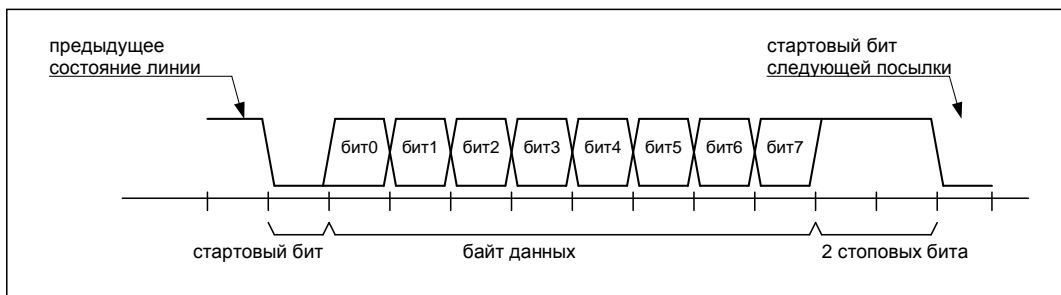 предыдущее
состояние линии
стартовый бит
следующей посылки
бит0 бит1 бит2 бит3 бит4 бит5 бит6 бит7
стартовый бит байт данных 2 стоповых бита